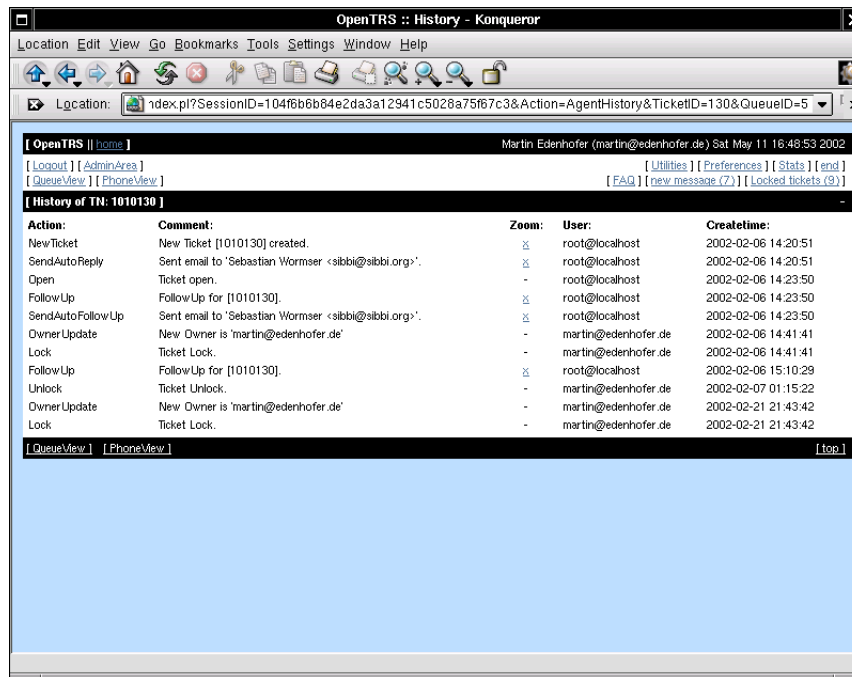 OpenTRS :: History - Konqueror
Location Edit View Go Bookmarks Tools Settings Window Help
Location: ndex.pl?SessionID=104f6b6b84e2da3a12941c5028a75f67c3&Action=AgentHistory&TicketID=130&QueueID=5
[ OpenTRS || home ] Martin Edenhofer (martin@edenhofer.de) Sat May 11 16:48:53 2002
[ Logout ] [ AdminArea ] [ Utilities ] [ Preferences ] [ Stats ] [ end ]
[ QueueView ] [ PhoneView ] [ FAQ ] [ new message (7) ] [ Locked tickets (9) ]
[ History of TN: 1010130 ] -
Action: Comment: Zoom: User: Createtime:
NewTicket New Ticket [1010130] created. x root@localhost 2002-02-06 14:20:51
SendAutoReply Sent email to 'Sebastian Wormser <sibbi@sibbi.org>'. x root@localhost 2002-02-06 14:20:51
Open Ticket open. - root@localhost 2002-02-06 14:23:50
FollowUp FollowUp for [1010130]. x root@localhost 2002-02-06 14:23:50
SendAutoFollowUp Sent email to 'Sebastian Wormser <sibbi@sibbi.org>'. x root@localhost 2002-02-06 14:23:50
OwnerUpdate New Owner is 'martin@edenhofer.de' - martin@edenhofer.de 2002-02-06 14:41:41
Lock Ticket Lock. - martin@edenhofer.de 2002-02-06 14:41:41
FollowUp FollowUp for [1010130]. x root@localhost 2002-02-06 15:10:29
Unlock Ticket Unlock. - martin@edenhofer.de 2002-02-07 01:15:22
OwnerUpdate New Owner is 'martin@edenhofer.de' - martin@edenhofer.de 2002-02-21 21:43:42
Lock Ticket Lock. - martin@edenhofer.de 2002-02-21 21:43:42
[ QueueView ] [ PhoneView ] [ top ]